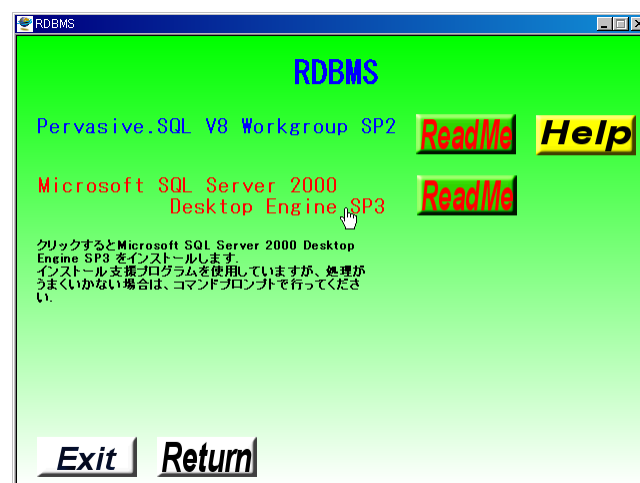 RDBMS
RDBMS
Pervasive.SQL V8 Workgroup SP2
ReadMe
Help
Microsoft SQL Server 2000
Desktop Engine SP3
ReadMe
クリックするとMicrosoft SQL Server 2000 Desktop
Engine SP3 をインストールします.
インストール支援プログラムを使用していますが、処理が
うまくいかない場合は、コマンドプロンプトで行ってくださ
い.
Exit
Return